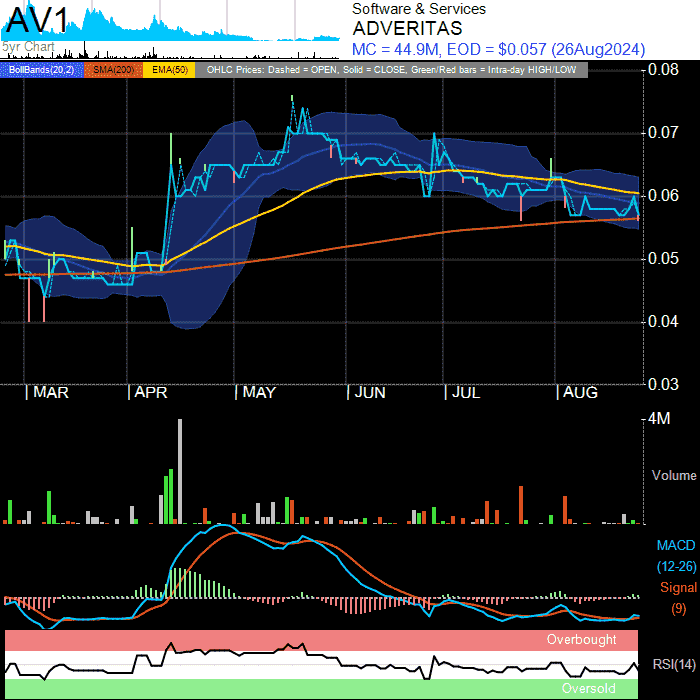 AV1
5yr Chart
Software & Services
ADVERITAS
MC = 44.9M, EOD = $0.057 (26Aug2024)
BollBands(20,2) SMA(200) EMA(50) OHLC Prices: Dashed = OPEN, Solid = CLOSE, Green/Red bars = Intra-day HIGH/LOW
0.08
0.07
0.06
0.05
0.04
0.03
| MAR | APR | MAY | JUN | JUL | AUG
4M
Volume
MACD
(12-26)
Signal
(9)
Overbought
RSI(14)
Oversold